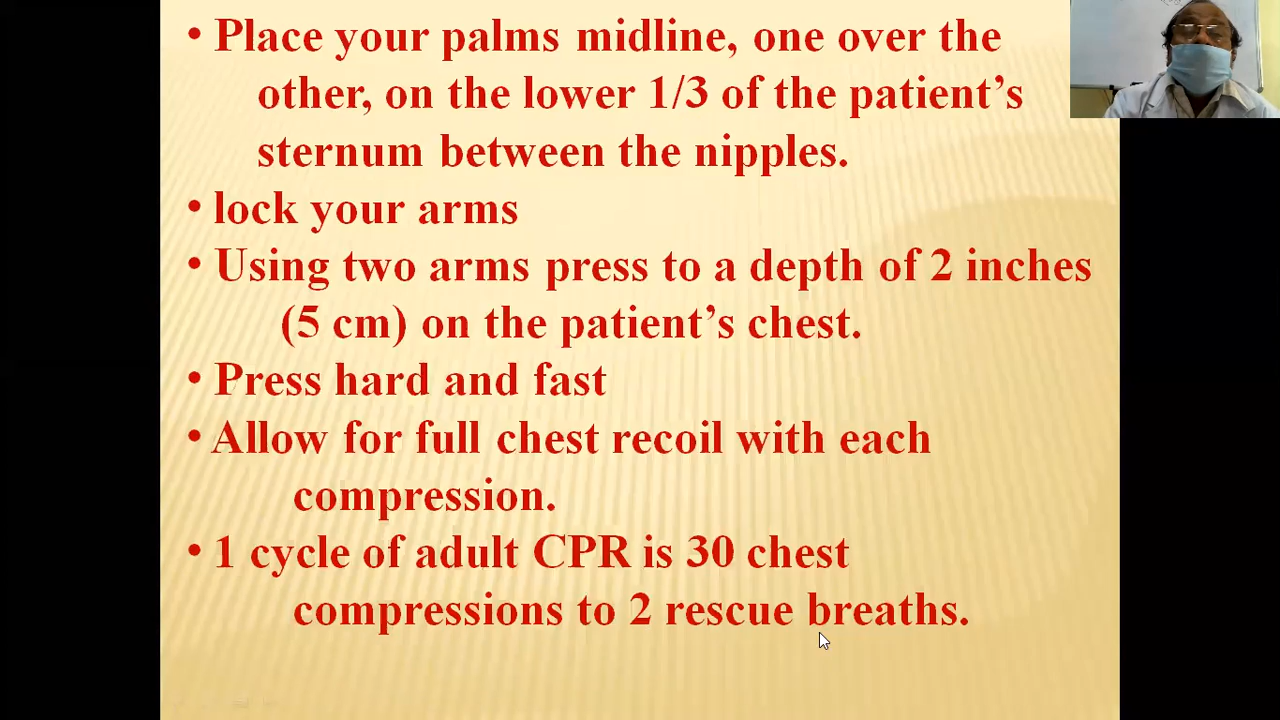 • Place your palms midline, one over the
other, on the lower 1/3 of the patient’s
sternum between the nipples.
• lock your arms
• Using two arms press to a depth of 2 inches
(5 cm) on the patient’s chest.
• Press hard and fast
• Allow for full chest recoil with each
compression.
• 1 cycle of adult CPR is 30 chest
compressions to 2 rescue breaths.